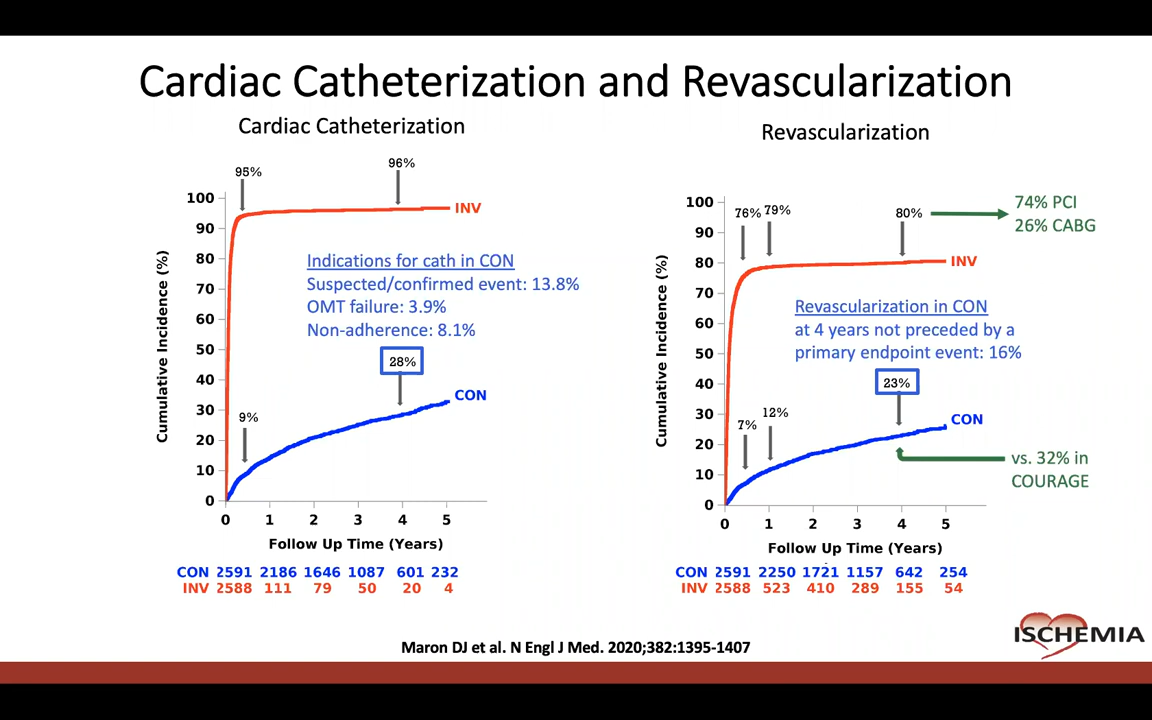 Cardiac Catheterization and Revascularization
Cardiac Catheterization
95%
96%
100
90
80
70
60
50
40
30
20
10
0
Cumulative Incidence (%)
INV
Indications for cath in CON
Suspected/confirmed event: 13.8%
OMT failure: 3.9%
Non-adherence: 8.1%
28%
9%
CON
0 1 2 3 4 5
Follow Up Time (Years)
CON 2591 2186 1646 1087 601 232
INV 2588 111 79 50 20 4
Revascularization
76% 79%
80%
74% PCI
26% CABG
100
90
80
70
60
50
40
30
20
10
0
Cumulative Incidence (%)
INV
Revascularization in CON
at 4 years not preceded by a
primary endpoint event: 16%
23%
7%
12%
CON
vs. 32% in
COURAGE
0 1 2 3 4 5
Follow Up Time (Years)
CON 2591 2250 1721 1157 642 254
INV 2588 523 410 289 155 54
ISCHEMIA
Maron DJ et al. N Engl J Med. 2020;382:1395-1407